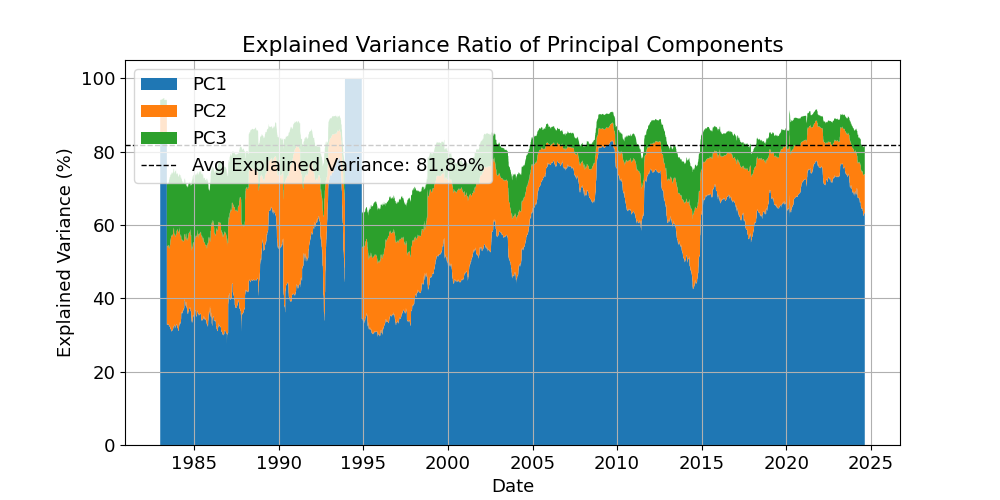 Explained Variance Ratio of Principal Components
Explained Variance (%)
100
80
60
40
20
0
PC1
PC2
PC3
Avg Explained Variance: 81.89%
1985 1990 1995 2000 2005 2010 2015 2020 2025
Date